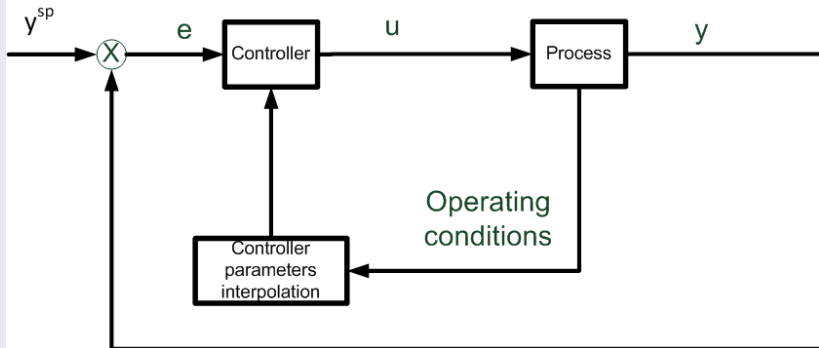 y^sp
e
Controller
u
Process
y
X
Operating
conditions
Controller
parameters
interpolation